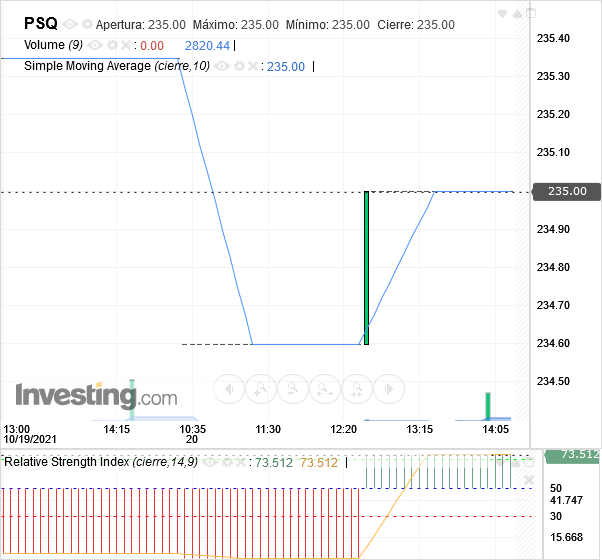 PSQ Apertura: 235.00 Máximo: 235.00 Mínimo: 235.00 Cierre: 235.00
Volume (9) : 0.00 2820.44 |
Simple Moving Average (cierre,10) : 235.00 |
235.40
235.30
235.20
235.10
235.00
234.90
234.80
234.70
234.60
234.50
Investing.com
13:00 14:15 10:35 11:30 12:20 13:15 14:05
10/19/2021 20
Relative Strength Index (cierre,14,9) : 73.512 73.512 |
73.512
50
41.747
30
15.668